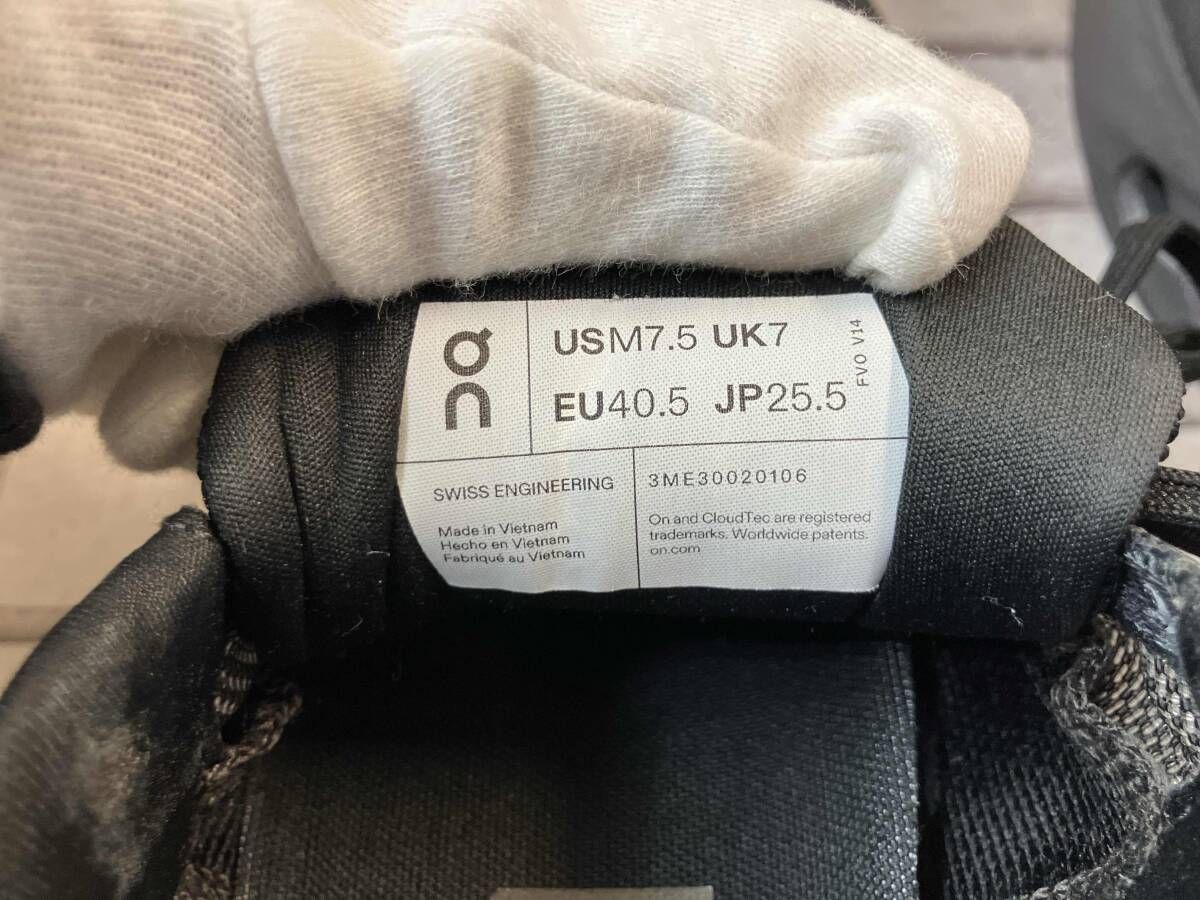 on
USM7.5 UK7
EU40.5 JP25.5
FVO V14
SWISS ENGINEERING
Made in Vietnam
Hecho en Vietnam
Fabriqué au Vietnam
3ME30020106
On and CloudTec are registered
trademarks. Worldwide patents.
on.com